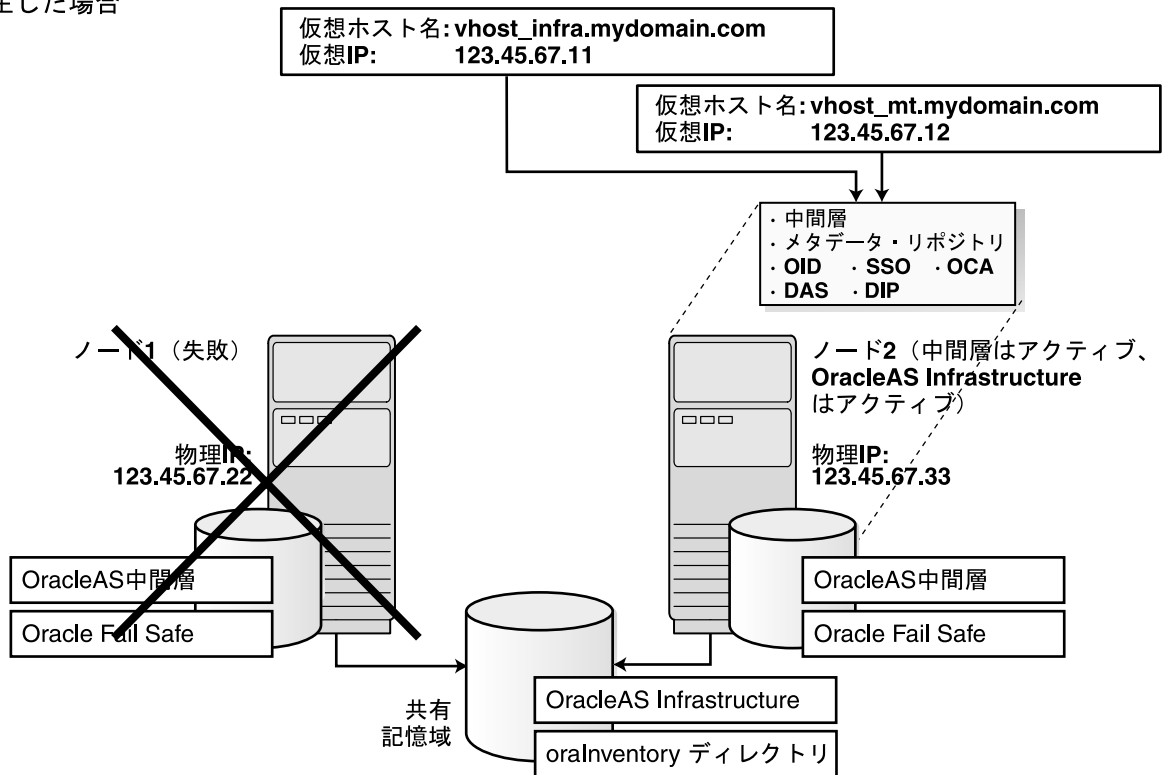 生した場合
仮想ホスト名: vhost_infra.mydomain.com
仮想IP: 123.45.67.11
仮想ホスト名: vhost_mt.mydomain.com
仮想IP: 123.45.67.12
・中間層
・メタデータ・リポジトリ
・OID ・SSO ・OCA
・DAS ・DIP
ノード1（失敗）
物理IP:
123.45.67.22
OracleAS中間層
Oracle Fail Safe
ノード2（中間層はアクティブ、
OracleAS Infrastructure
はアクティブ）
物理IP:
123.45.67.33
OracleAS中間層
Oracle Fail Safe
共有
記憶域
OracleAS Infrastructure
oraInventory ディレクトリ